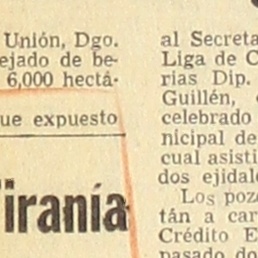 Unión, Dgo.
ejado de be-
6,000 hectá-
ue expuesto
iranía
al Secreta
Liga de C
rias Dip.
Guillén,
celebrado
nicipal de
cual asisti
dos ejidal
Los poz
tán a car
Crédito E
pasado do